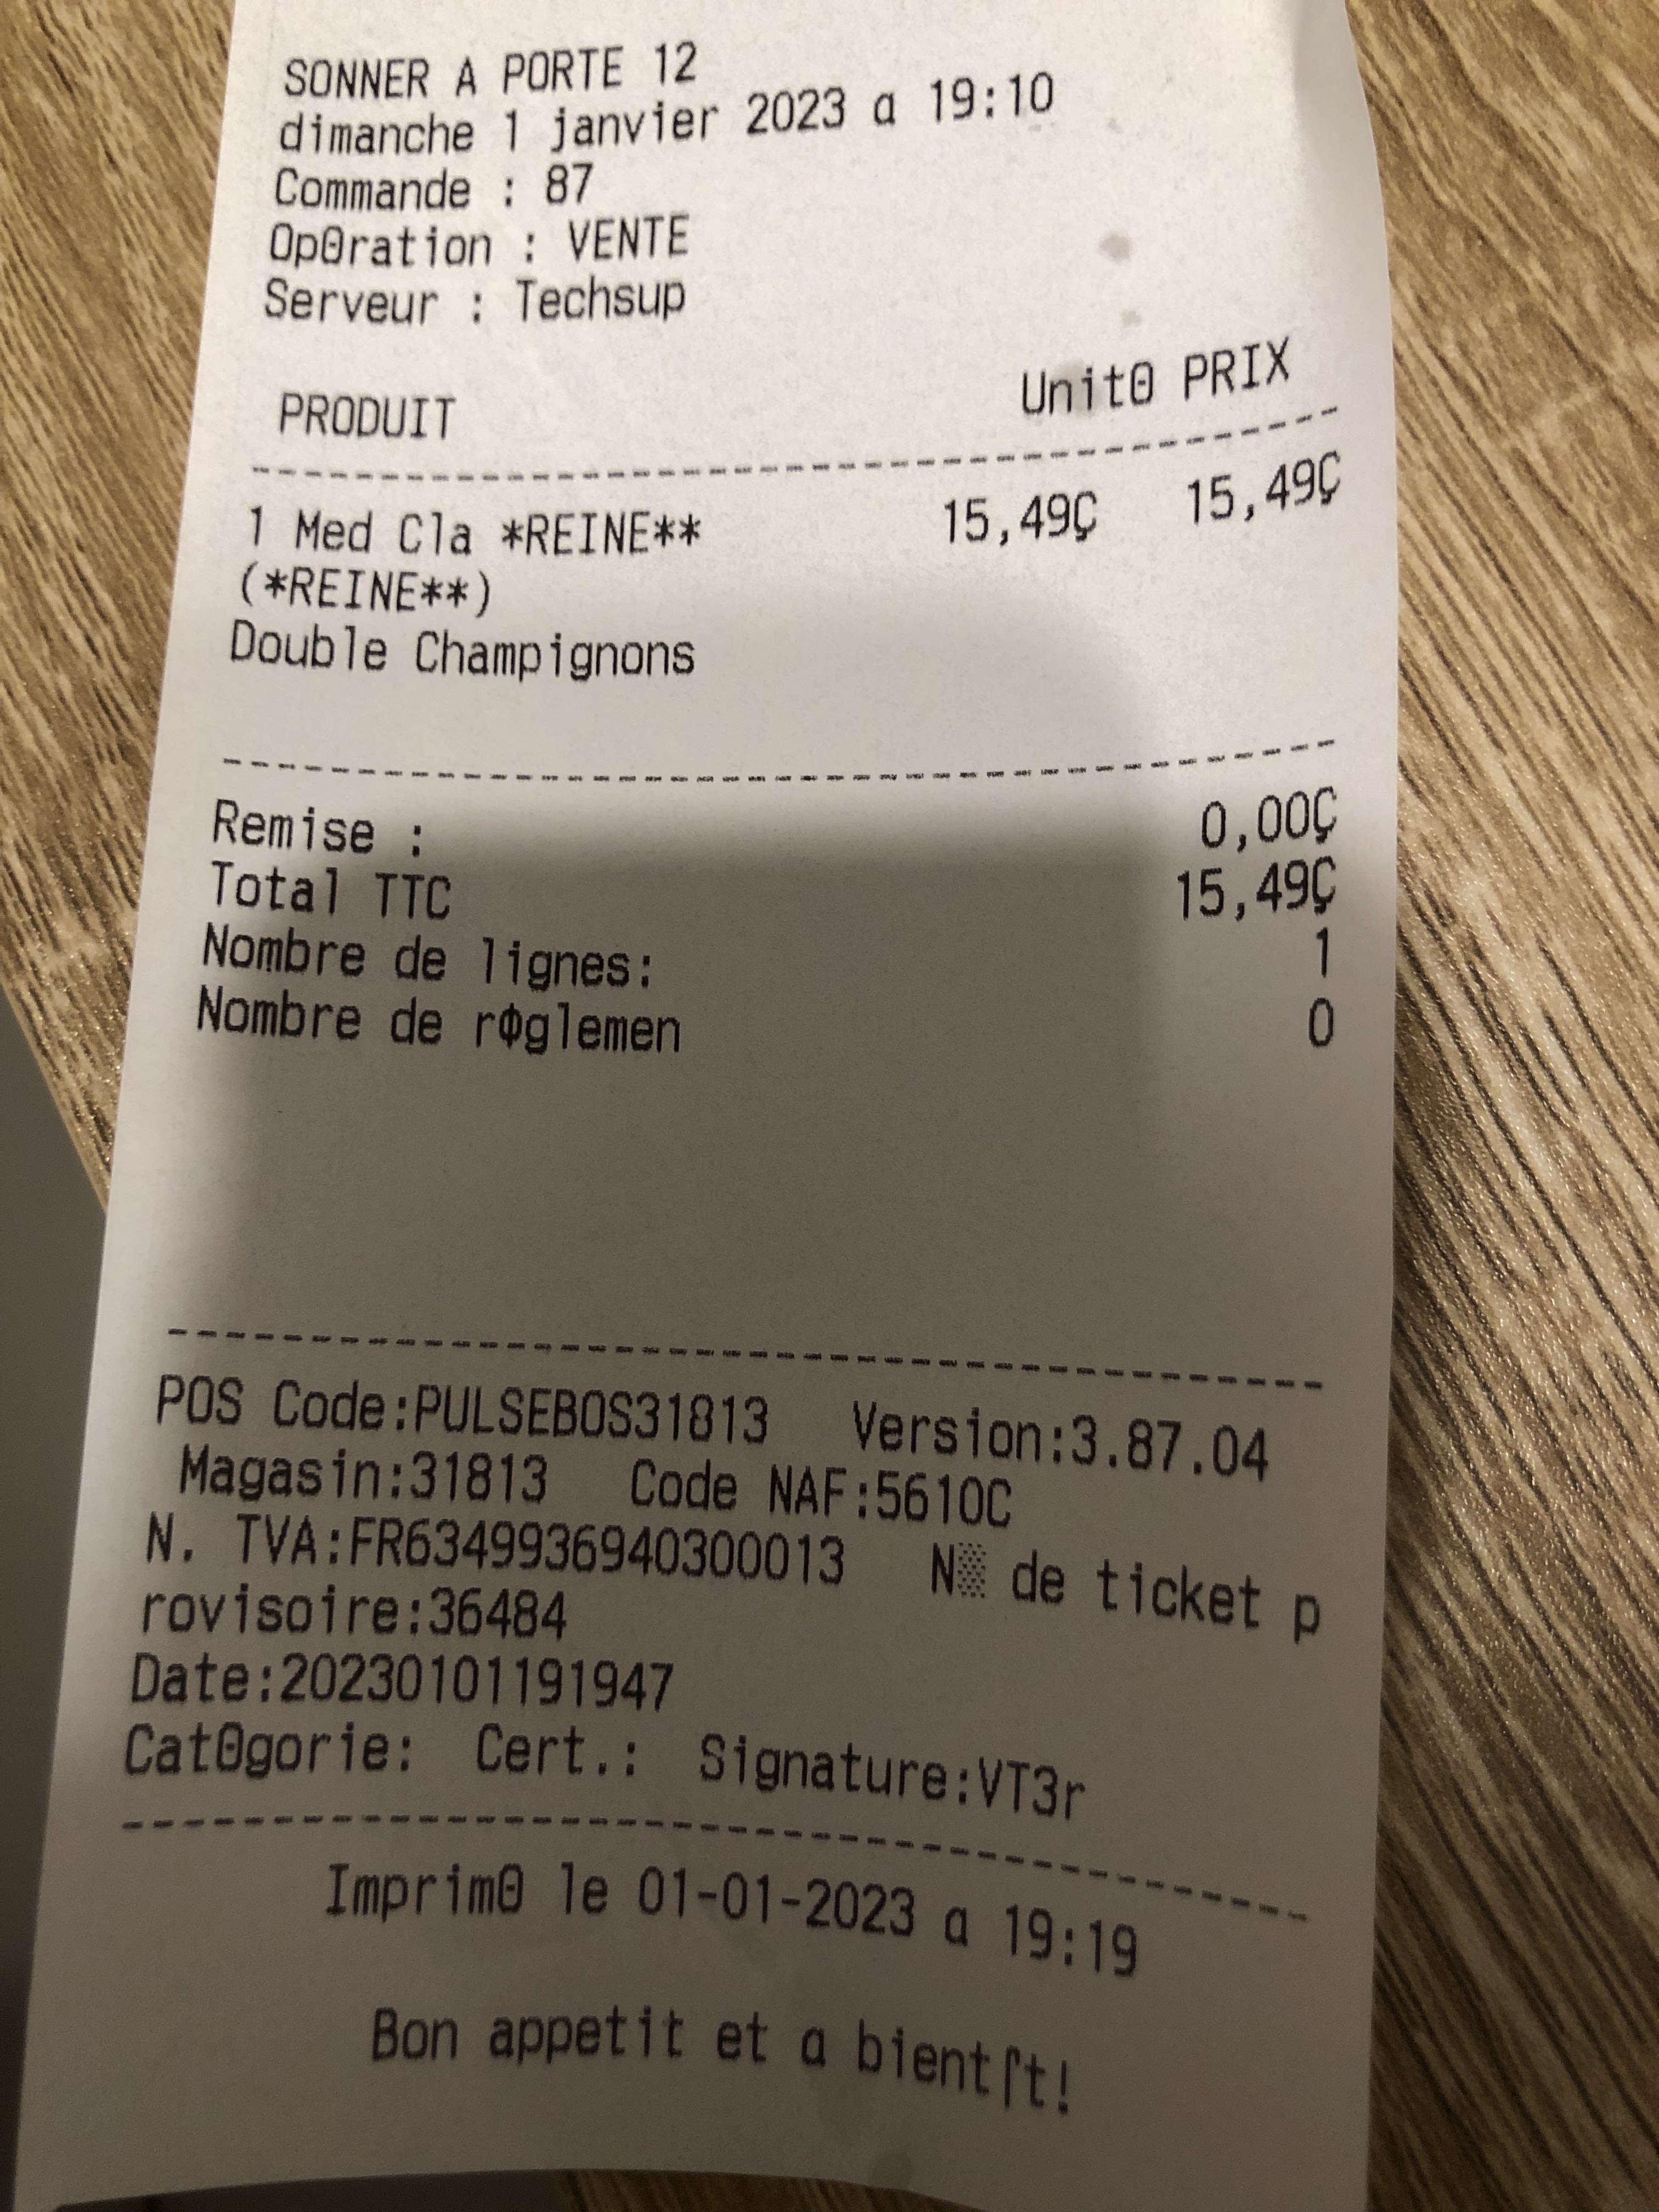 SONNER A PORTE 12
dimanche 1 janvier 2023 a 19:10
Commande : 87
Op0ration : VENTE
Serveur : Techsup
PRODUIT Unit0 PRIX
1 Med Cla *REINE** 15,49Ç 15,49Ç
(*REINE**)
Double Champignons
Remise : 0,00Ç
Total TTC 15,49Ç
Nombre de lignes: 1
Nombre de rΦglemen 0
POS Code:PULSEBOS31813 Version:3.87.04
Magasin:31813 Code NAF:5610C
N. TVA:FR6349936940300013 N▒ de ticket p
rovisoire:36484
Date:20230101191947
Cat0gorie: Cert.: Signature:VT3r
Imprim0 le 01-01-2023 a 19:19
Bon appetit et a bient⌠t!